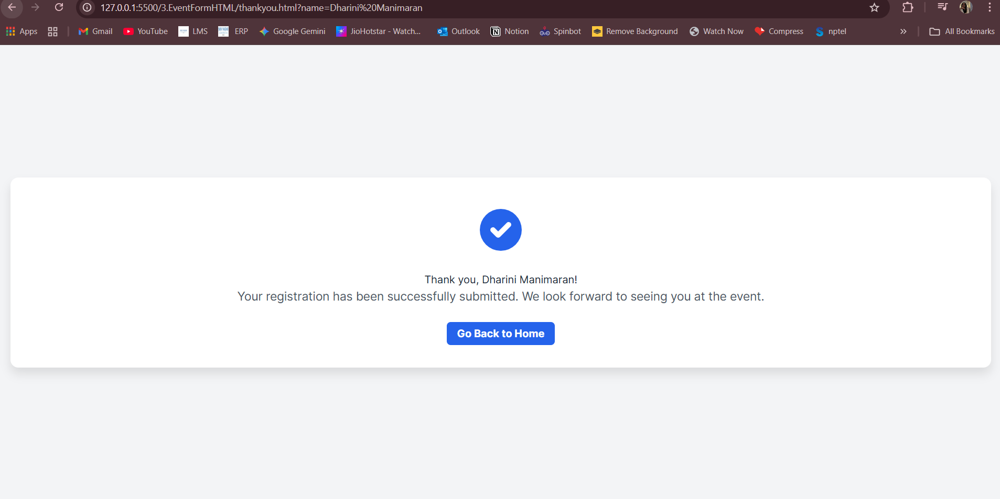 127.0.0.1:5500/3.EventFormHTML/thankyou.html?name=Dharini%20Manimaran
Apps Gmail YouTube LMS ERP Google Gemini JioHotstar - Watch... Outlook Notion Spinbot Remove Background Watch Now Compress nptel » All Bookmarks
Thank you, Dharini Manimaran!
Your registration has been successfully submitted. We look forward to seeing you at the event.
Go Back to Home